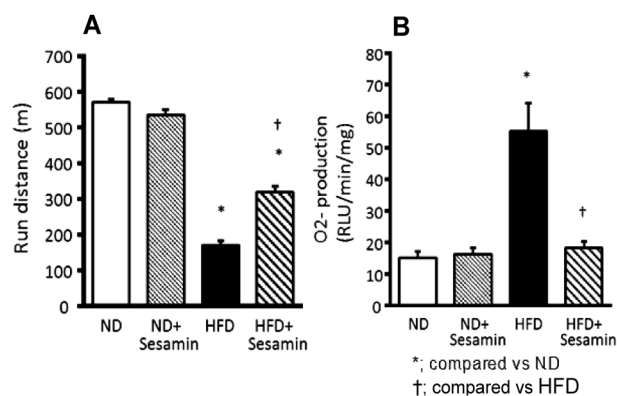 A
Run distance (m)
700
600
500
400
300
200
100
0
†
*
*
ND
ND+
Sesamin
HFD
HFD+
Sesamin
B
O2- production
(RLU/min/mg)
80
70
60
50
40
30
20
10
0
*
†
ND
ND+
Sesamin
HFD
HFD+
Sesamin
*; compared vs ND
†; compared vs HFD